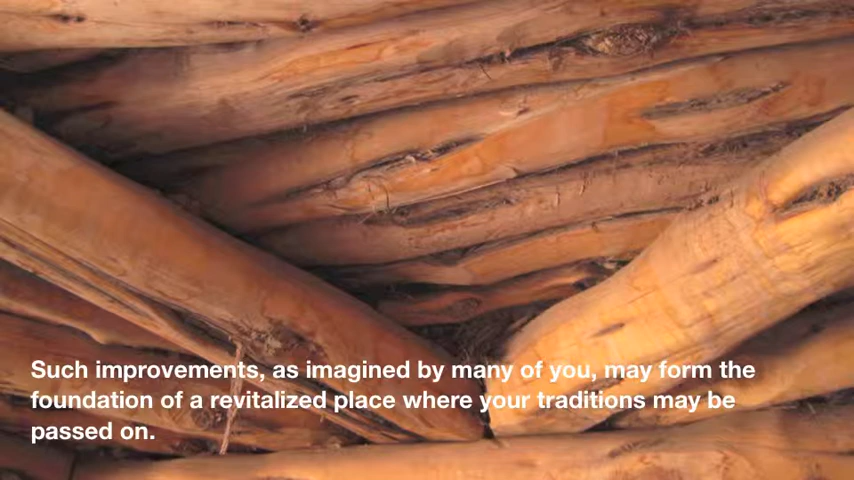 Such improvements, as imagined by many of you, may form the
foundation of a revitalized place where your traditions may be
passed on.